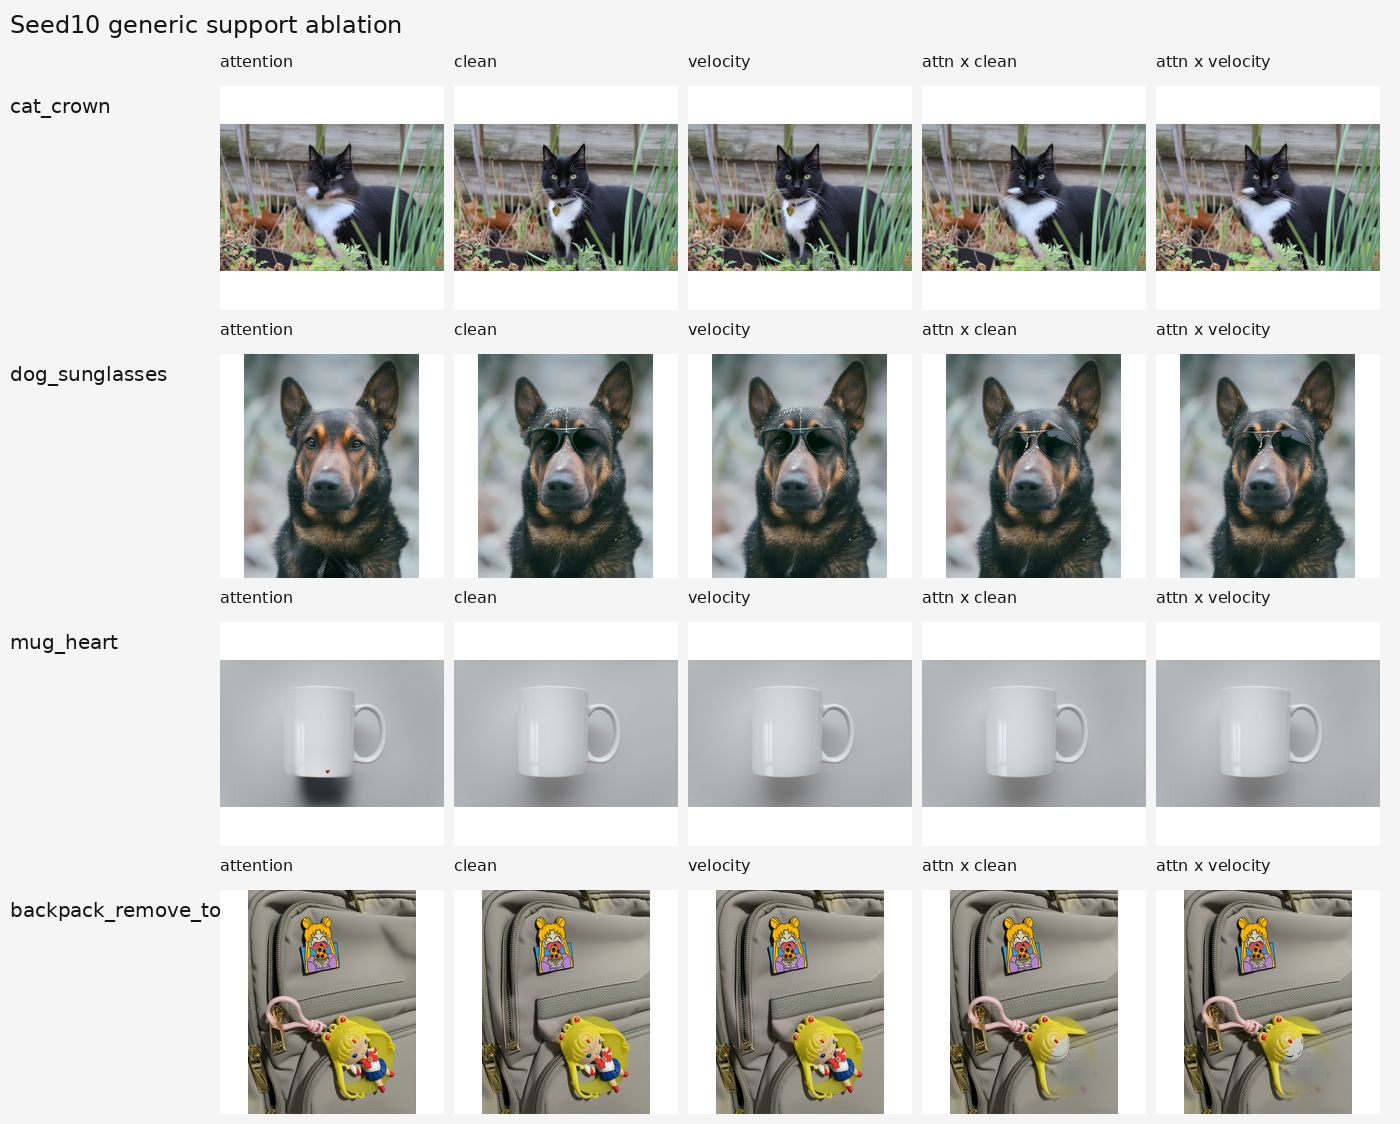 Seed10 generic support ablation
attention clean velocity attn x clean attn x velocity
cat_crown
attention clean velocity attn x clean attn x velocity
dog_sunglasses
attention clean velocity attn x clean attn x velocity
mug_heart
attention clean velocity attn x clean attn x velocity
backpack_remove_to